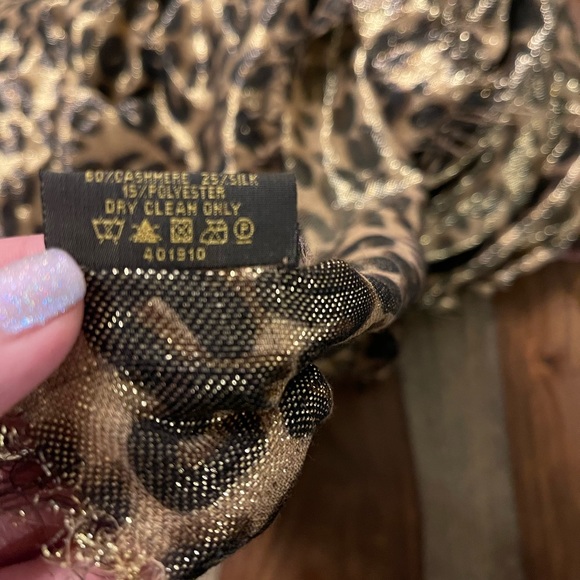 60%CASHMERE 25%SILK
15%POLYESTER
DRY CLEAN ONLY
401910